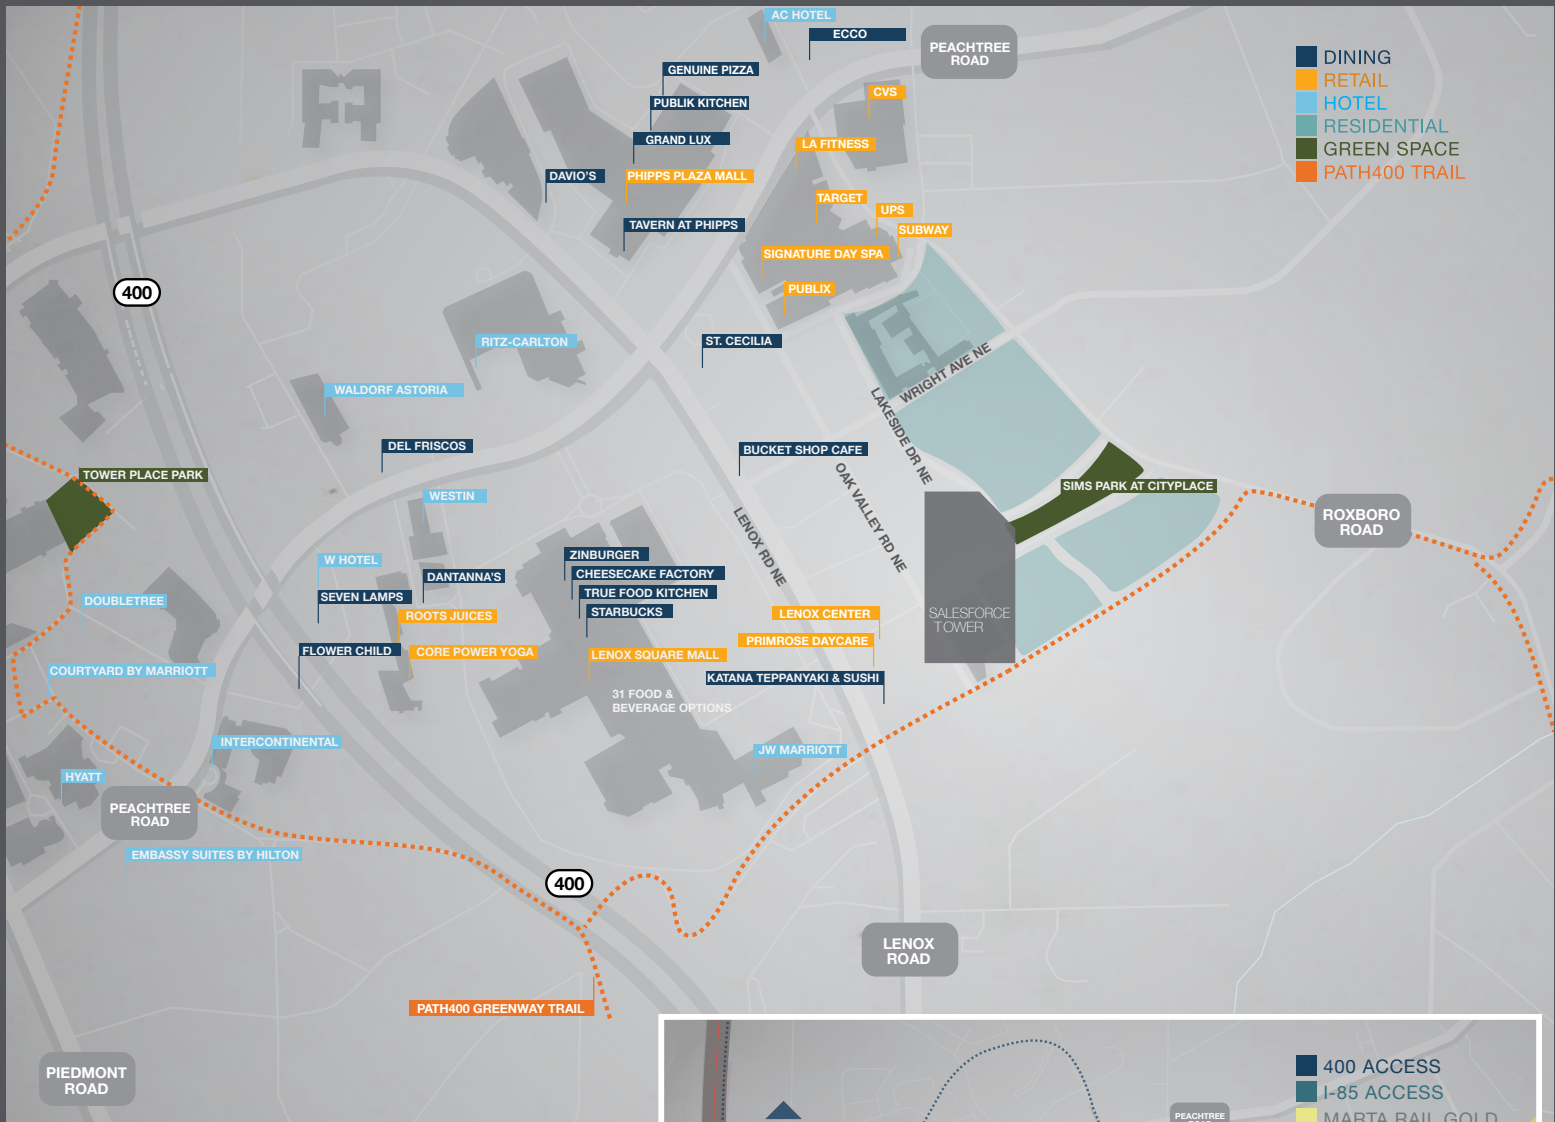 AC HOTEL
ECCO
PEACHTREE
ROAD
GENUINE PIZZA
PUBLIK KITCHEN
CVS
GRAND LUX
LA FITNESS
DAVIO'S
PHIPPS PLAZA MALL
TARGET
UPS
TAVERN AT PHIPPS
SUBWAY
SIGNATURE DAY SPA
PUBLIX
DINING
RETAIL
HOTEL
RESIDENTIAL
GREEN SPACE
PATH400 TRAIL
400
RITZ-CARLTON
ST. CECILIA
WRIGHT AVE NE
WALDORF ASTORIA
LAKESIDE DR NE
DEL FRISCOS
BUCKET SHOP CAFE
TOWER PLACE PARK
OAK VALLEY RD NE
SIMS PARK AT CITYPLACE
WESTIN
LENOX RD NE
ROXBORO
ROAD
W HOTEL
ZINBURGER
CHEESECAKE FACTORY
DANTANNA'S
TRUE FOOD KITCHEN
SEVEN LAMPS
DOUBLETREE
STARBUCKS
ROOTS JUICES
LENOX CENTER
SALESFORCE
TOWER
PRIMROSE DAYCARE
FLOWER CHILD
CORE POWER YOGA
LENOX SQUARE MALL
COURTYARD BY MARRIOTT
KATANA TEPPANYAKI & SUSHI
31 FOOD &
BEVERAGE OPTIONS
INTERCONTINENTAL
JW MARRIOTT
HYATT
PEACHTREE
ROAD
EMBASSY SUITES BY HILTON
400
LENOX
ROAD
PATH400 GREENWAY TRAIL
PIEDMONT
ROAD
400 ACCESS
I-85 ACCESS
MARTA RAIL GOLD
PEACHTREE